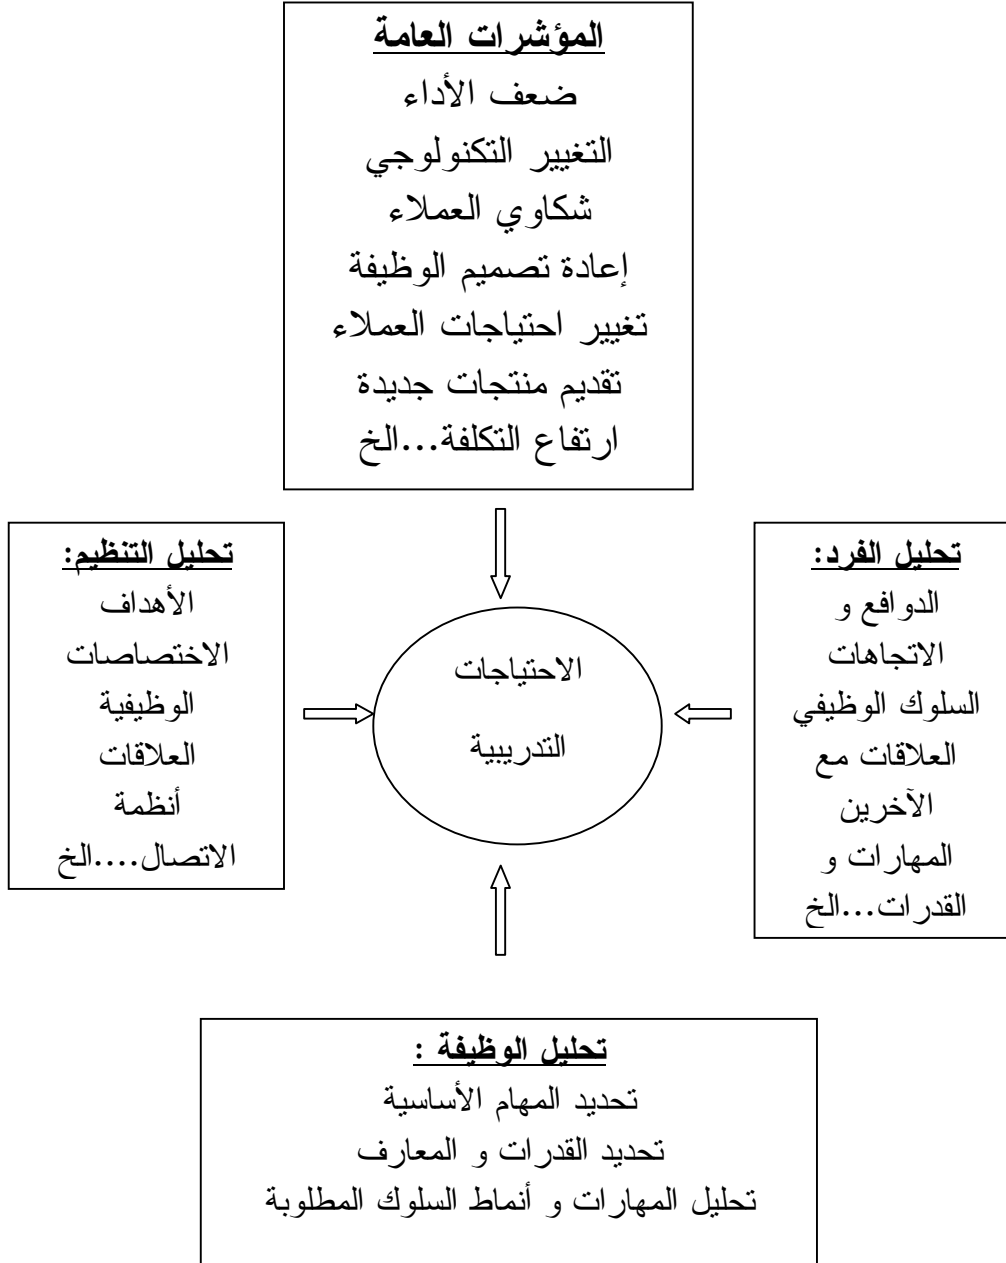 المؤشرات العامة
ضعف الأداء
التغيير التكنولوجي
شكاوي العملاء
إعادة تصميم الوظيفة
تغيير احتياجات العملاء
تقديم منتجات جديدة
ارتفاع التكلفة...الخ
تحليل الفرد:
الدوافع و
الاتجاهات
السلوك الوظيفي
العلاقات مع
الآخرين
المهارات و
القدرات...الخ
الاحتياجات
التدريبية
تحليل التنظيم:
الأهداف
الاختصاصات
الوظيفية
العلاقات
أنظمة
الاتصال....الخ
تحليل الوظيفة :
تحديد المهام الأساسية
تحديد القدرات و المعارف
تحليل المهارات و أنماط السلوك المطلوبة